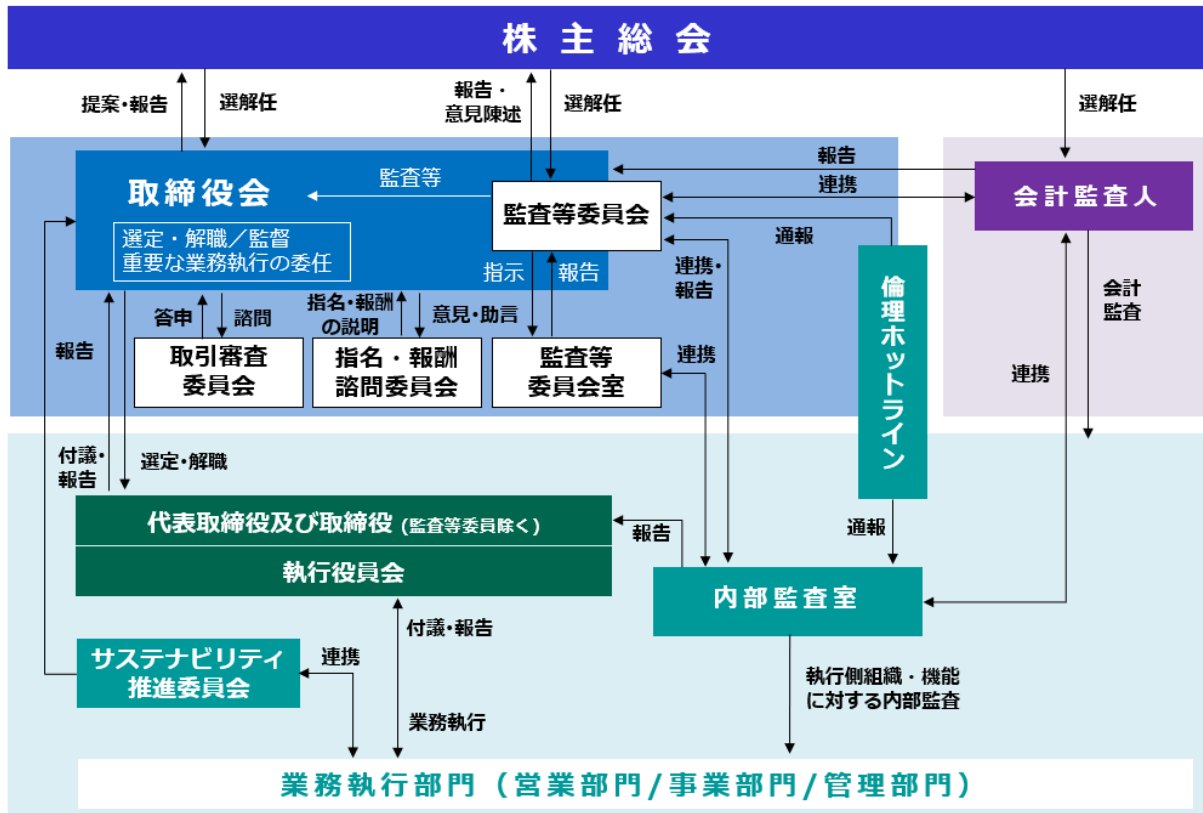 株主総会
提案・報告
選解任
報告・
意見陳述
選解任
選解任
取締役会
監査等
監査等委員会
報告
連携
会計監査人
選定・解職／監督
重要な業務執行の委任
通報
指示
報告
連携・
報告
倫理ホットライン
会計
監査
答申
諮問
指名・報酬
の説明
意見・助言
報告
取引審査
委員会
指名・報酬
諮問委員会
監査等
委員会室
連携
連携
付議・
報告
選定・解職
代表取締役及び取締役 (監査等委員除く)
執行役員会
報告
通報
内部監査室
付議・報告
サステナビリティ
推進委員会
連携
執行側組織・機能
に対する内部監査
業務執行
業務執行部門（営業部門/事業部門/管理部門）